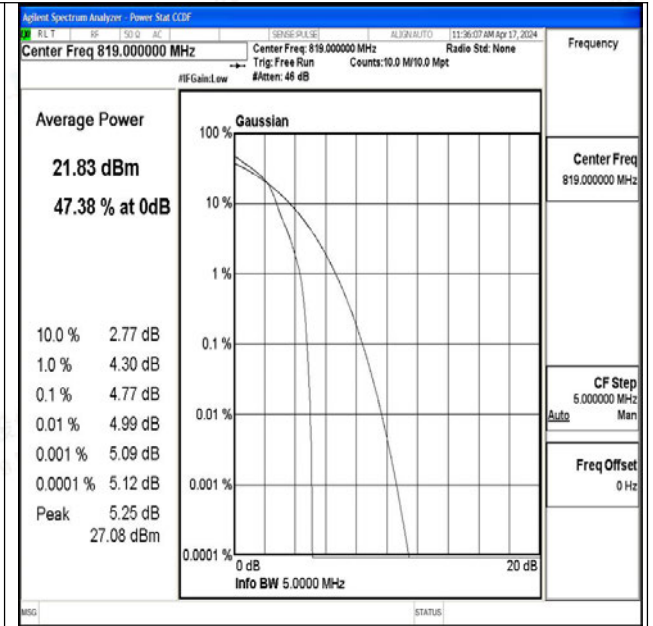 Agilent Spectrum Analyzer - Power Stat CCDF
RL T RF 50 Ω AC SENSE:PULSE ALIGN AUTO 11:36:07 AM Apr 17, 2024
Center Freq 819.000000 MHz
Center Freq: 819.000000 MHz Radio Std: None
Trig: Free Run Counts:10.0 M/10.0 Mpt
#IFGain:Low #Atten: 46 dB
Frequency
Average Power
21.83 dBm
47.38 % at 0dB
10.0 % 2.77 dB
1.0 % 4.30 dB
0.1 % 4.77 dB
0.01 % 4.99 dB
0.001 % 5.09 dB
0.0001 % 5.12 dB
Peak 5.25 dB
27.08 dBm
Gaussian
100 %
10 %
1 %
0.1 %
0.01 %
0.001 %
0.0001 %
0 dB 20 dB
Info BW 5.0000 MHz
Center Freq
819.000000 MHz
CF Step
5.000000 MHz
Auto Man
Freq Offset
0 Hz
MSG STATUS